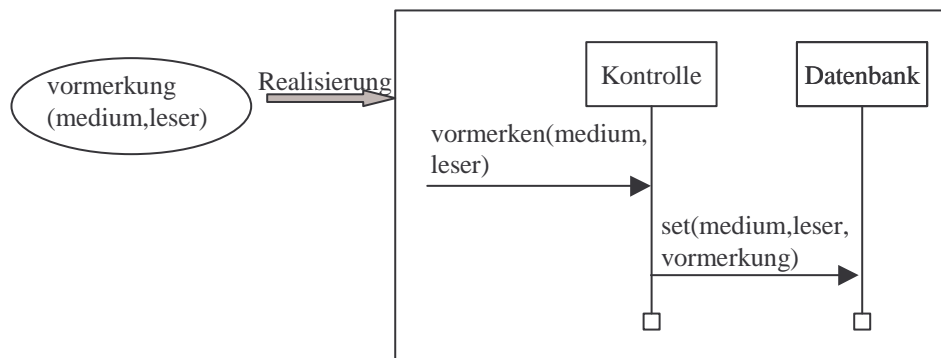 vormerkung
(medium,leser)
Realisierung
Kontrolle
Datenbank
vormerken(medium,
leser)
set(medium,leser,
vormerkung)